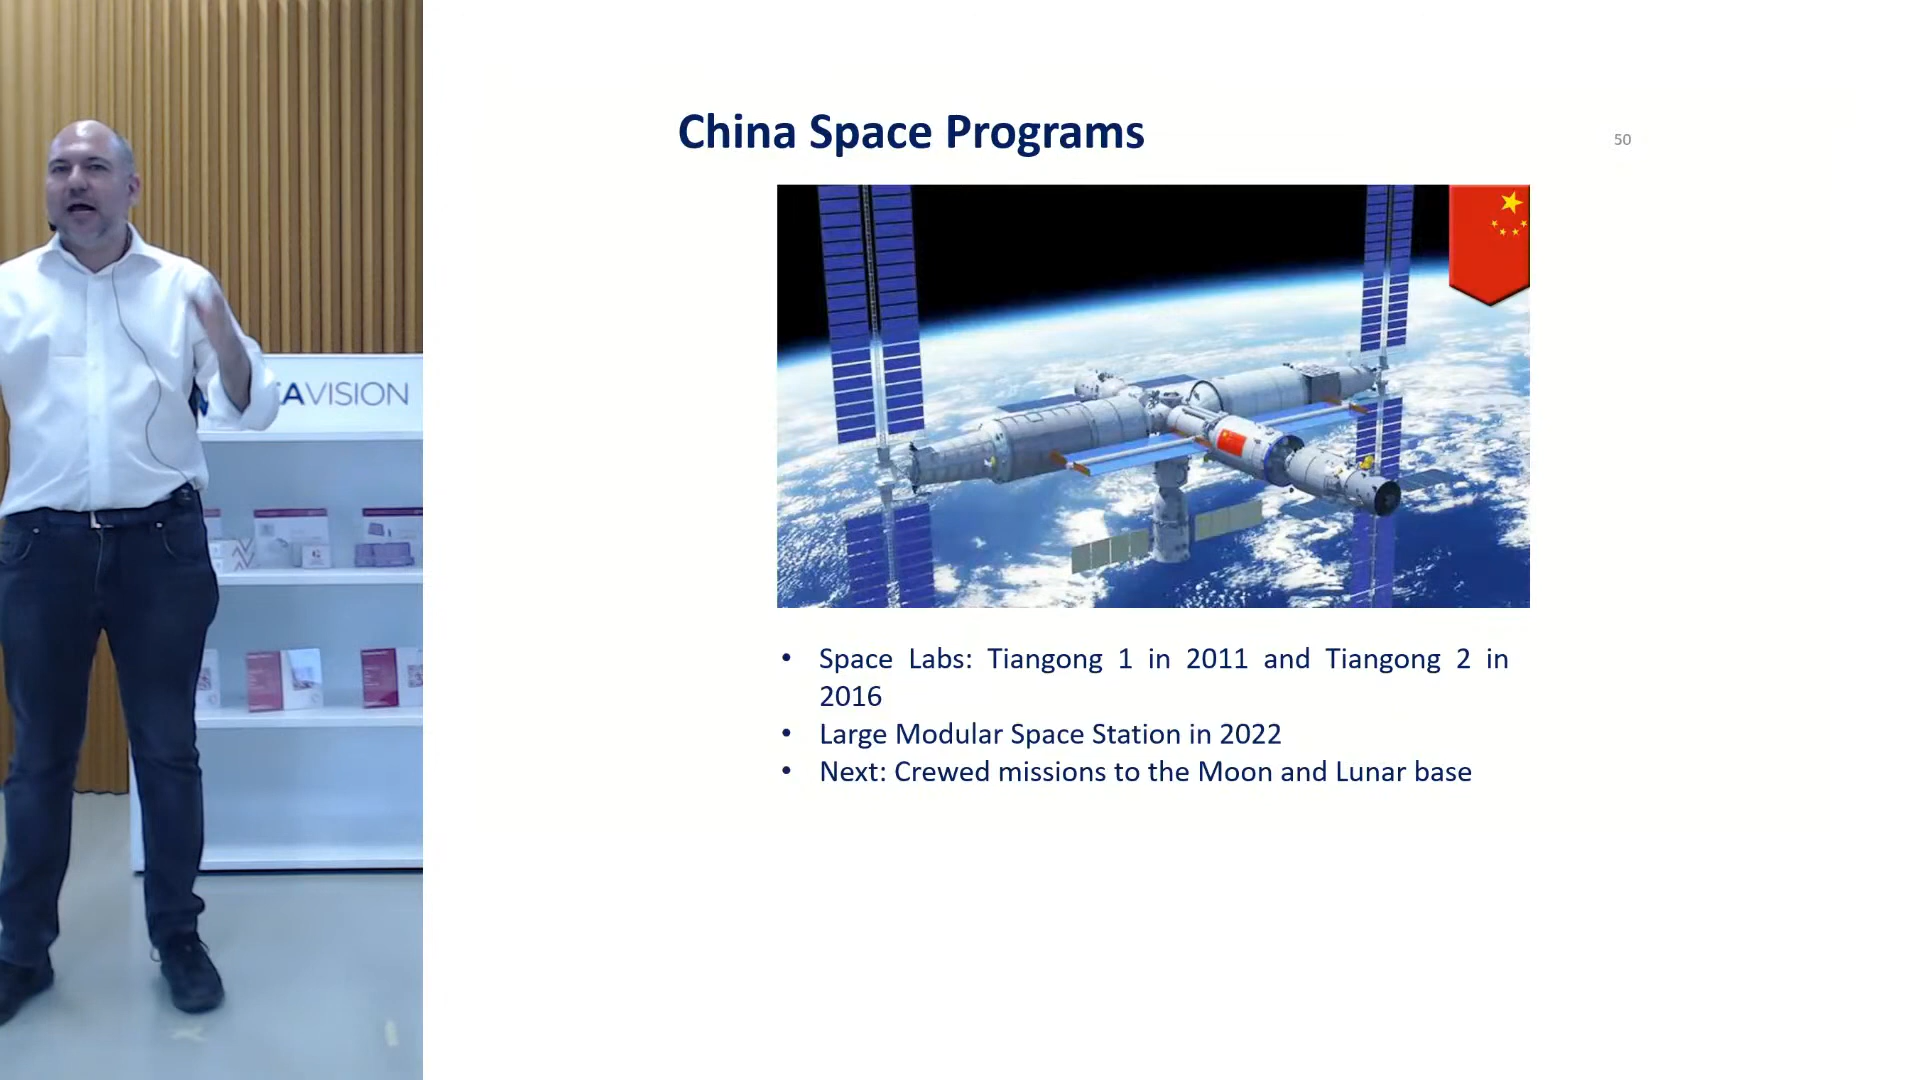 China Space Programs
50
AVISION
• Space Labs: Tiangong 1 in 2011 and Tiangong 2 in
2016
• Large Modular Space Station in 2022
• Next: Crewed missions to the Moon and Lunar base